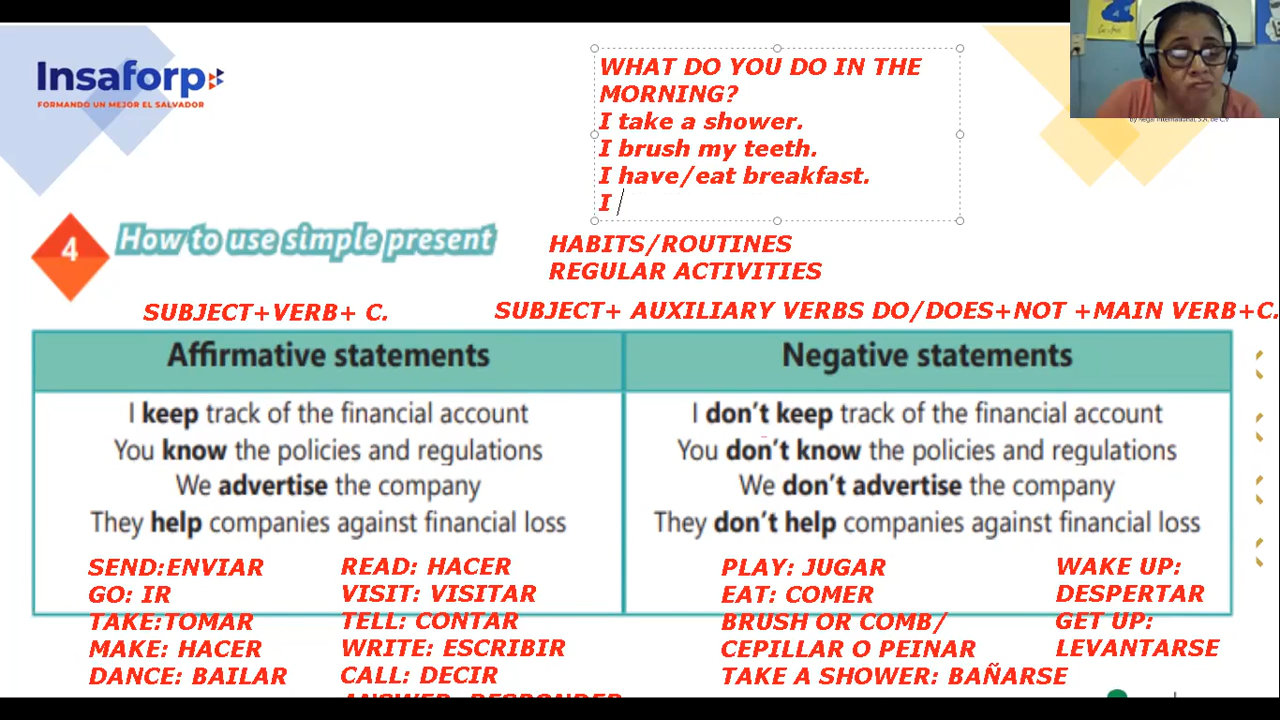 Insaforp
FORMANDO UN MEJOR EL SALVADOR
WHAT DO YOU DO IN THE
MORNING?
I take a shower.
I brush my teeth.
I have/eat breakfast.
I
by Regal International, S.A. de C.V
4
How to use simple present
HABITS/ROUTINES
REGULAR ACTIVITIES
SUBJECT+VERB+ C.
SUBJECT+ AUXILIARY VERBS DO/DOES+NOT +MAIN VERB+C.
Affirmative statements
I keep track of the financial account
You know the policies and regulations
We advertise the company
They help companies against financial loss
Negative statements
I don't keep track of the financial account
You don't know the policies and regulations
We don't advertise the company
They don't help companies against financial loss
SEND:ENVIAR
GO: IR
TAKE:TOMAR
MAKE: HACER
DANCE: BAILAR
READ: HACER
VISIT: VISITAR
TELL: CONTAR
WRITE: ESCRIBIR
CALL: DECIR
ANSWER: RESPONDER
PLAY: JUGAR
EAT: COMER
BRUSH OR COMB/
CEPILLAR O PEINAR
TAKE A SHOWER: BAÑARSE
WAKE UP:
DESPERTAR
GET UP:
LEVANTARSE